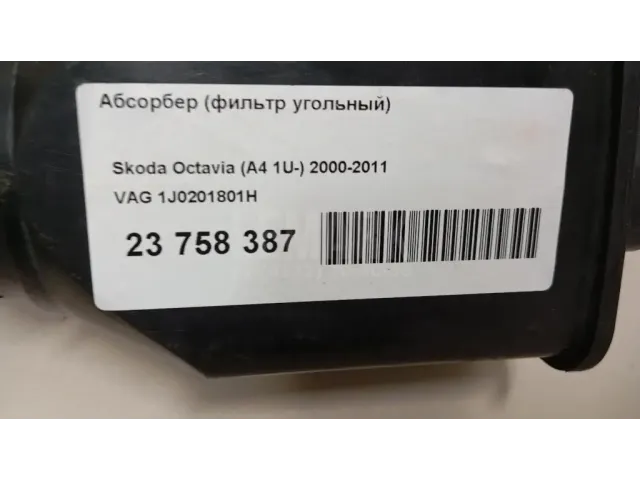 Абсорбер (фильтр угольный)
Skoda Octavia (A4 1U-) 2000-2011
VAG 1J0201801H
23 758 387